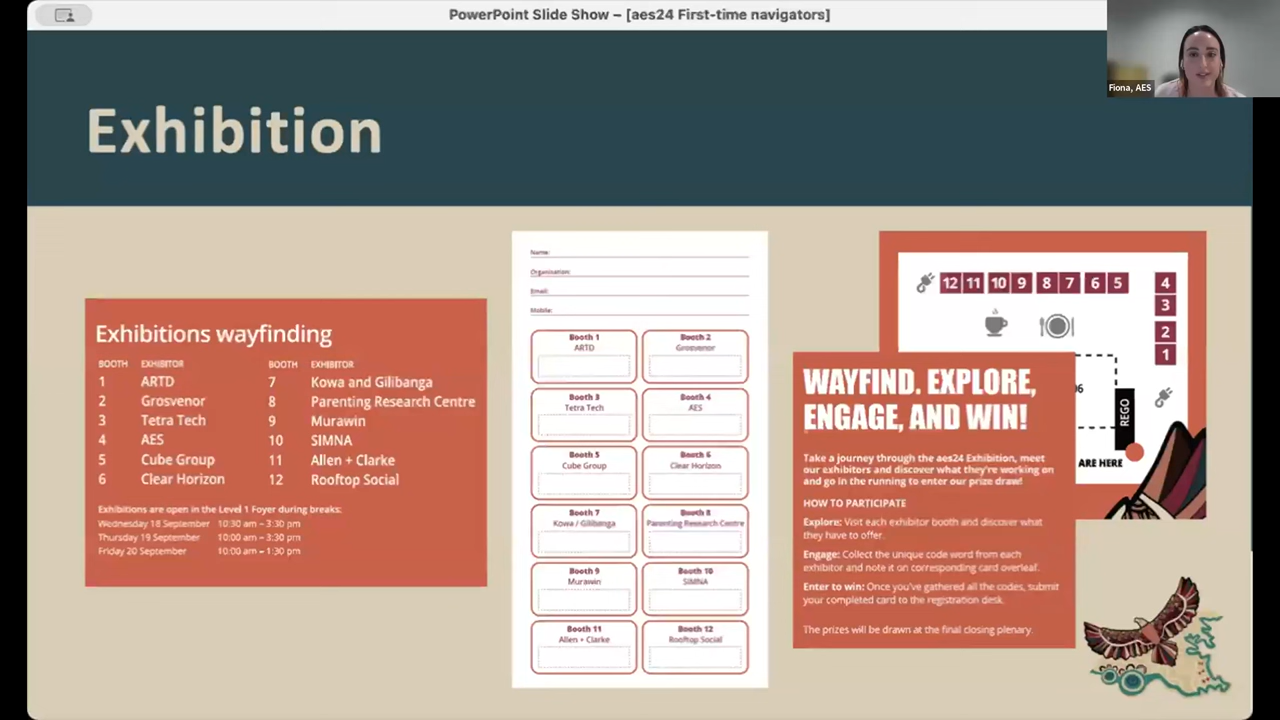 PowerPoint Slide Show – [aes24 First-time navigators]
Fiona, AES
Exhibition
Exhibitions wayfinding
BOOTH EXHIBITOR BOOTH EXHIBITOR
1 ARTD 7 Kowa and Gilibanga
2 Grosvenor 8 Parenting Research Centre
3 Tetra Tech 9 Murawin
4 AES 10 SIMNA
5 Cube Group 11 Allen + Clarke
6 Clear Horizon 12 Rooftop Social
Exhibitions are open in the Level 1 Foyer during breaks:
Wednesday 18 September 10:30 am – 3:30 pm
Thursday 19 September 10:00 am – 3:30 pm
Friday 20 September 10:00 am – 1:30 pm
Name:
Organisation:
Email:
Mobile:
Booth 1 Booth 2
ARTD Grosvenor
Booth 3 Booth 4
Tetra Tech AES
Booth 5 Booth 6
Cube Group Clear Horizon
Booth 7 Booth 8
Kowa / Gilibanga Parenting Research Centre
Booth 9 Booth 10
Murawin SIMNA
Booth 11 Booth 12
Allen + Clarke Rooftop Social
12 11 10 9 8 7 6 5 4
3
2
1
REGO
ARE HERE
WAYFIND. EXPLORE,
ENGAGE, AND WIN!
Take a journey through the aes24 Exhibition, meet
our exhibitors and discover what they're working on
and go in the running to enter our prize draw!
HOW TO PARTICIPATE
Explore: Visit each exhibitor booth and discover what
they have to offer.
Engage: Collect the unique code word from each
exhibitor and note it on corresponding card overleaf.
Enter to win: Once you've gathered all the codes, submit
your completed card to the registration desk.
The prizes will be drawn at the final closing plenary.